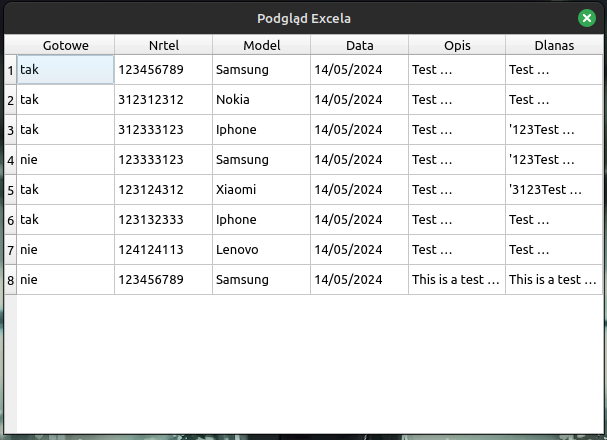 Podgląd Excela
Gotowe Nrtel Model Data Opis Dlanas
1 tak 123456789 Samsung 14/05/2024 Test ... Test ...
2 tak 312312312 Nokia 14/05/2024 Test ... Test ...
3 tak 312333123 Iphone 14/05/2024 Test ... '123Test ...
4 nie 123333123 Samsung 14/05/2024 Test ... '123Test ...
5 tak 123124312 Xiaomi 14/05/2024 Test ... '3123Test ...
6 tak 123132333 Iphone 14/05/2024 Test ... Test ...
7 nie 124124113 Lenovo 14/05/2024 Test ... Test ...
8 nie 123456789 Samsung 14/05/2024 This is a test ... This is a test ...